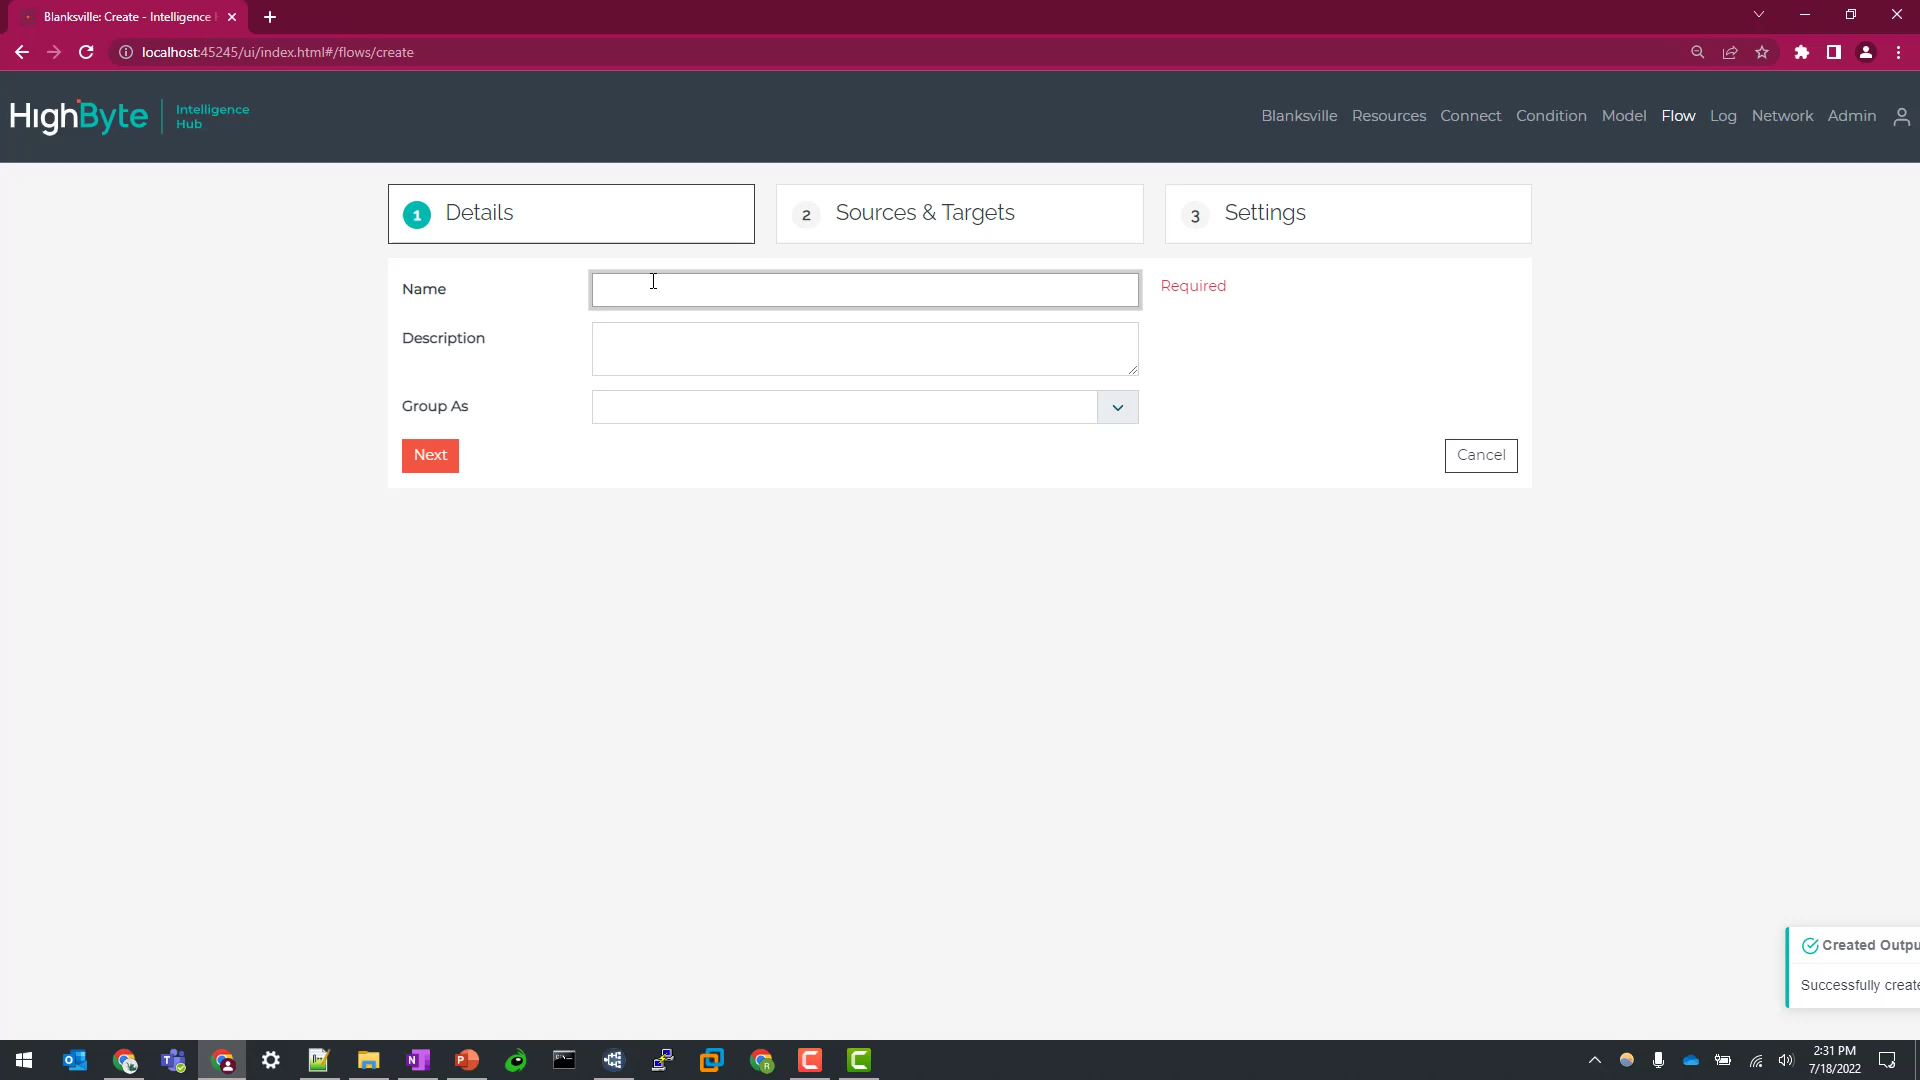 Blanksville: Create - Intelligence
localhost:45245/ui/index.html#/flows/create
HighByte Intelligence Hub
Blanksville Resources Connect Condition Model Flow Log Network Admin
1 Details
2 Sources & Targets
3 Settings
Name
Required
Description
Group As
Next
Cancel
Created Outpu
Successfully create
2:31 PM
7/18/2022